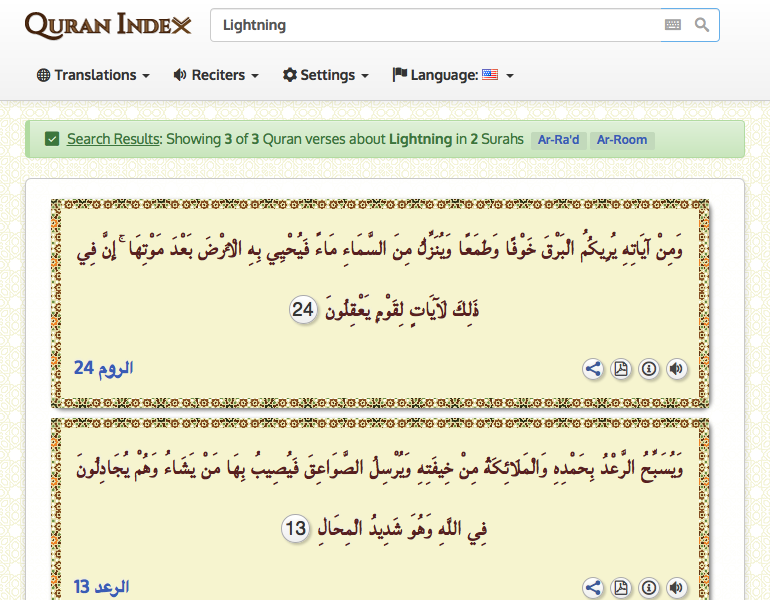 QURAN INDEX
Lightning
Translations Reciters Settings Language:
Search Results: Showing 3 of 3 Quran verses about Lightning in 2 Surahs Ar-Ra'd Ar-Room
وَمِنْ آيَاتِهِ يُرِيكُمُ الْبَرْقَ خَوْفًا وَطَمَعًا وَيُنَزِّلُ مِنَ السَّمَاءِ مَاءً فَيُحْيِي بِهِ الْأَرْضَ بَعْدَ مَوْتِهَا ۚ إِنَّ فِي
ذَٰلِكَ لَآيَاتٍ لِقَوْمٍ يَعْقِلُونَ 24
الروم 24
وَيُسَبِّحُ الرَّعْدُ بِحَمْدِهِ وَالْمَلَائِكَةُ مِنْ خِيفَتِهِ وَيُرْسِلُ الصَّوَاعِقَ فَيُصِيبُ بِهَا مَنْ يَشَاءُ وَهُمْ يُجَادِلُونَ
فِي اللَّهِ وَهُوَ شَدِيدُ الْمِحَالِ 13
الرعد 13